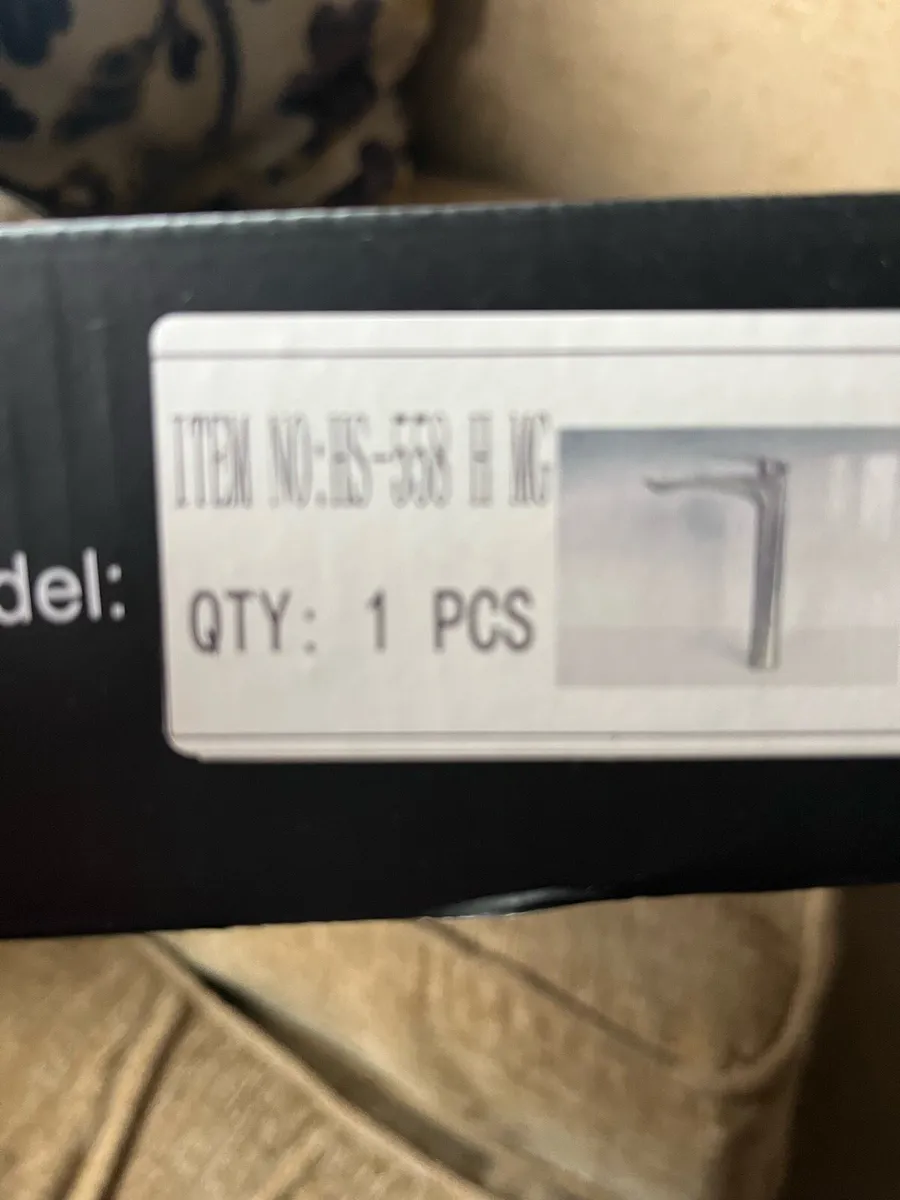 ITEM NO:HS-558 H MG
del:
QTY: 1 PCS